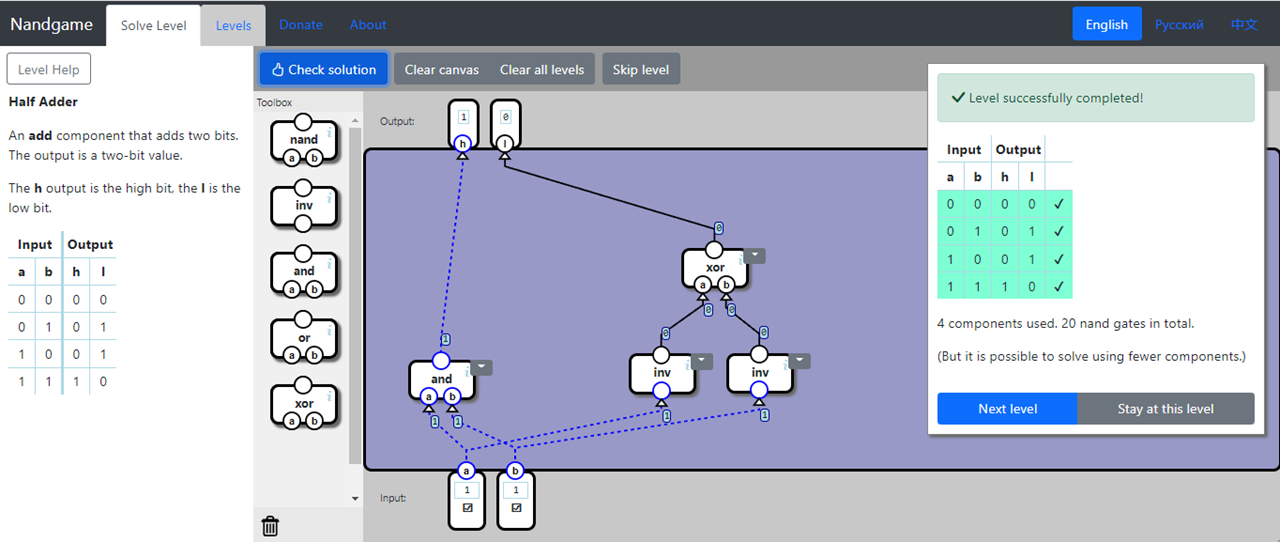 Nandgame Solve Level Levels Donate About English Русский 中文
Level Help
Half Adder
An add component that adds two bits.
The output is a two-bit value.
The h output is the high bit, the l is the
low bit.
Input Output
a b h l
0 0 0 0
0 1 0 1
1 0 0 1
1 1 1 0
Check solution Clear canvas Clear all levels Skip level
Toolbox
nand
a b
inv
and
a b
or
a b
xor
a b
Output: 1 0
h l
0
xor
a b
0 0
1 0 0
and inv inv
a b
1 1 1 1
a b
Input: 1 1
Level successfully completed!
Input Output
a b h l
0 0 0 0 ✓
0 1 0 1 ✓
1 0 0 1 ✓
1 1 1 0 ✓
4 components used. 20 nand gates in total.
(But it is possible to solve using fewer components.)
Next level Stay at this level